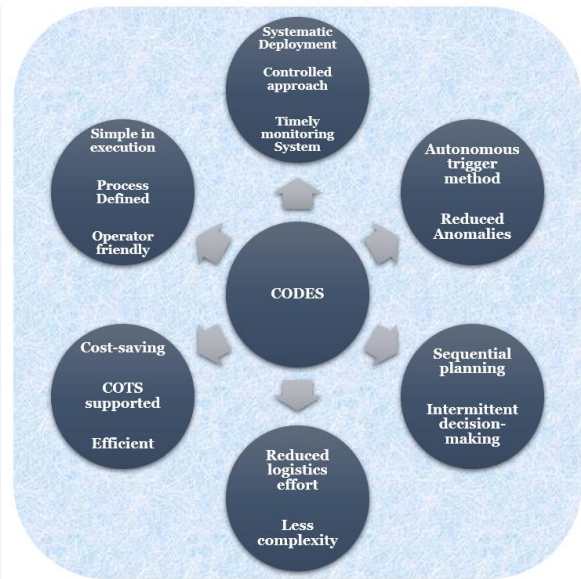 Systematic
Deployment
Controlled
approach
Timely
monitoring
System
Autonomous
trigger
method
Reduced
Anomalies
Sequential
planning
Intermittent
decision-
making
Reduced
logistics
effort
Less
complexity
Cost-saving
COTS
supported
Efficient
Simple in
execution
Process
Defined
Operator
friendly
CODES